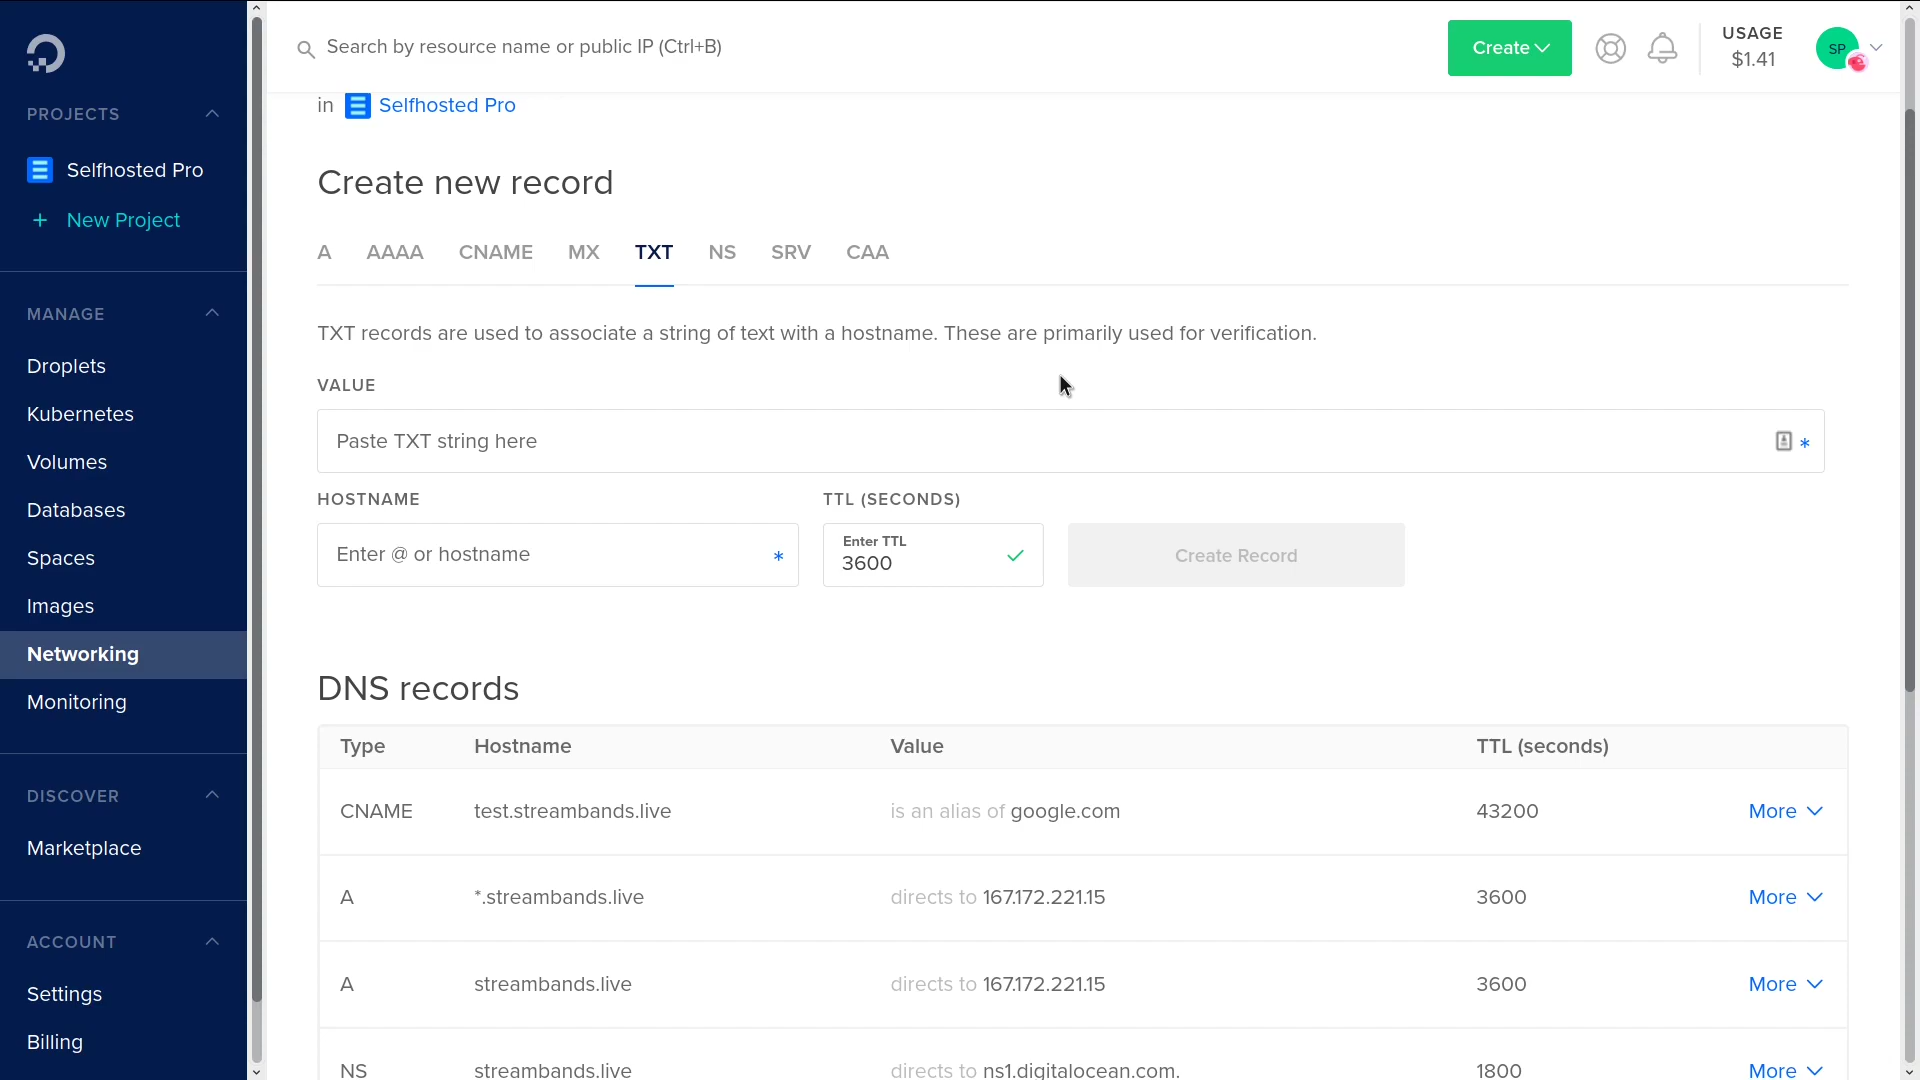 Search by resource name or public IP (Ctrl+B)
Create
USAGE
$1.41
SP
PROJECTS
Selfhosted Pro
+ New Project
MANAGE
Droplets
Kubernetes
Volumes
Databases
Spaces
Images
Networking
Monitoring
DISCOVER
Marketplace
ACCOUNT
Settings
Billing
in Selfhosted Pro
Create new record
A AAAA CNAME MX TXT NS SRV CAA
TXT records are used to associate a string of text with a hostname. These are primarily used for verification.
VALUE
Paste TXT string here *
HOSTNAME
Enter @ or hostname *
TTL (SECONDS)
Enter TTL
3600
Create Record
DNS records
Type Hostname Value TTL (seconds)
CNAME test.streambands.live is an alias of google.com 43200 More
A *.streambands.live directs to 167.172.221.15 3600 More
A streambands.live directs to 167.172.221.15 3600 More
NS streambands.live directs to ns1.digitalocean.com. 1800 More